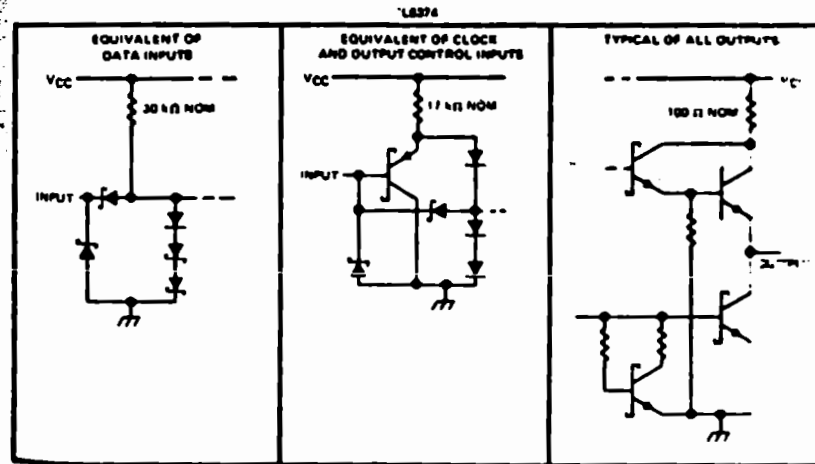 'LS374
EQUIVALENT OF
DATA INPUTS
VCC
30 kΩ NOM
INPUT
EQUIVALENT OF CLOCK
AND OUTPUT CONTROL INPUTS
VCC
17 kΩ NOM
INPUT
TYPICAL OF ALL OUTPUTS
100 Ω NOM